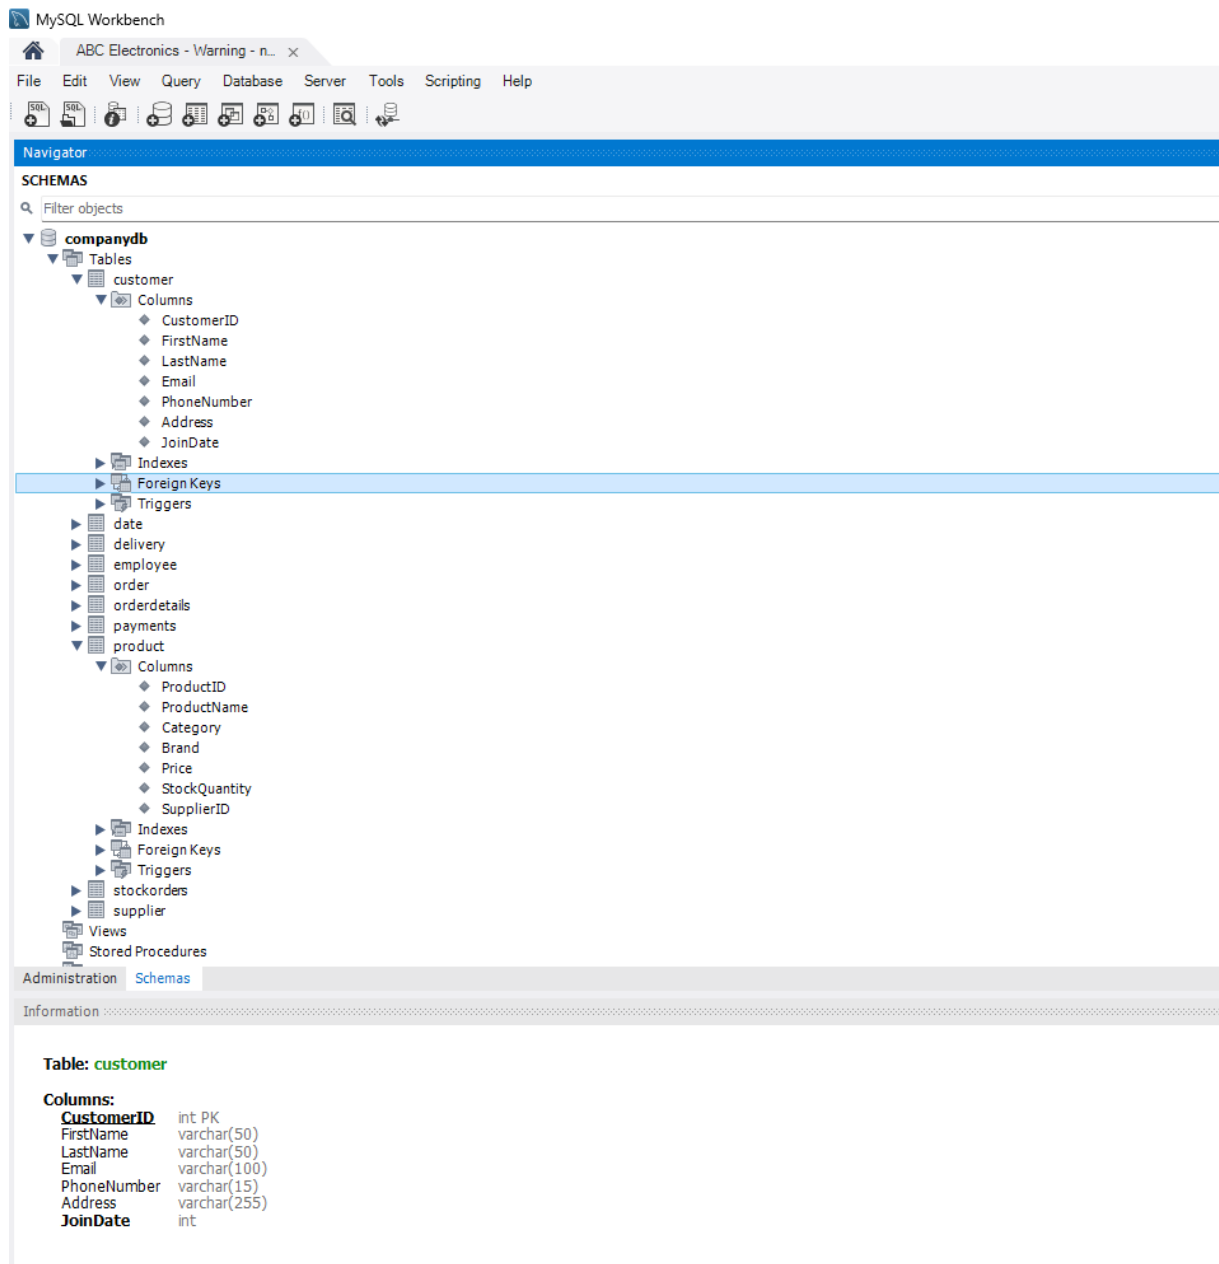 MySQL Workbench
ABC Electronics - Warning - n...
File Edit View Query Database Server Tools Scripting Help
Navigator
SCHEMAS
Filter objects
companydb
Tables
customer
Columns
CustomerID
FirstName
LastName
Email
PhoneNumber
Address
JoinDate
Indexes
Foreign Keys
Triggers
date
delivery
employee
order
orderdetails
payments
product
Columns
ProductID
ProductName
Category
Brand
Price
StockQuantity
SupplierID
Indexes
Foreign Keys
Triggers
stockorders
supplier
Views
Stored Procedures
Administration Schemas
Information
Table: customer
Columns:
CustomerID int PK
FirstName varchar(50)
LastName varchar(50)
Email varchar(100)
PhoneNumber varchar(15)
Address varchar(255)
JoinDate int